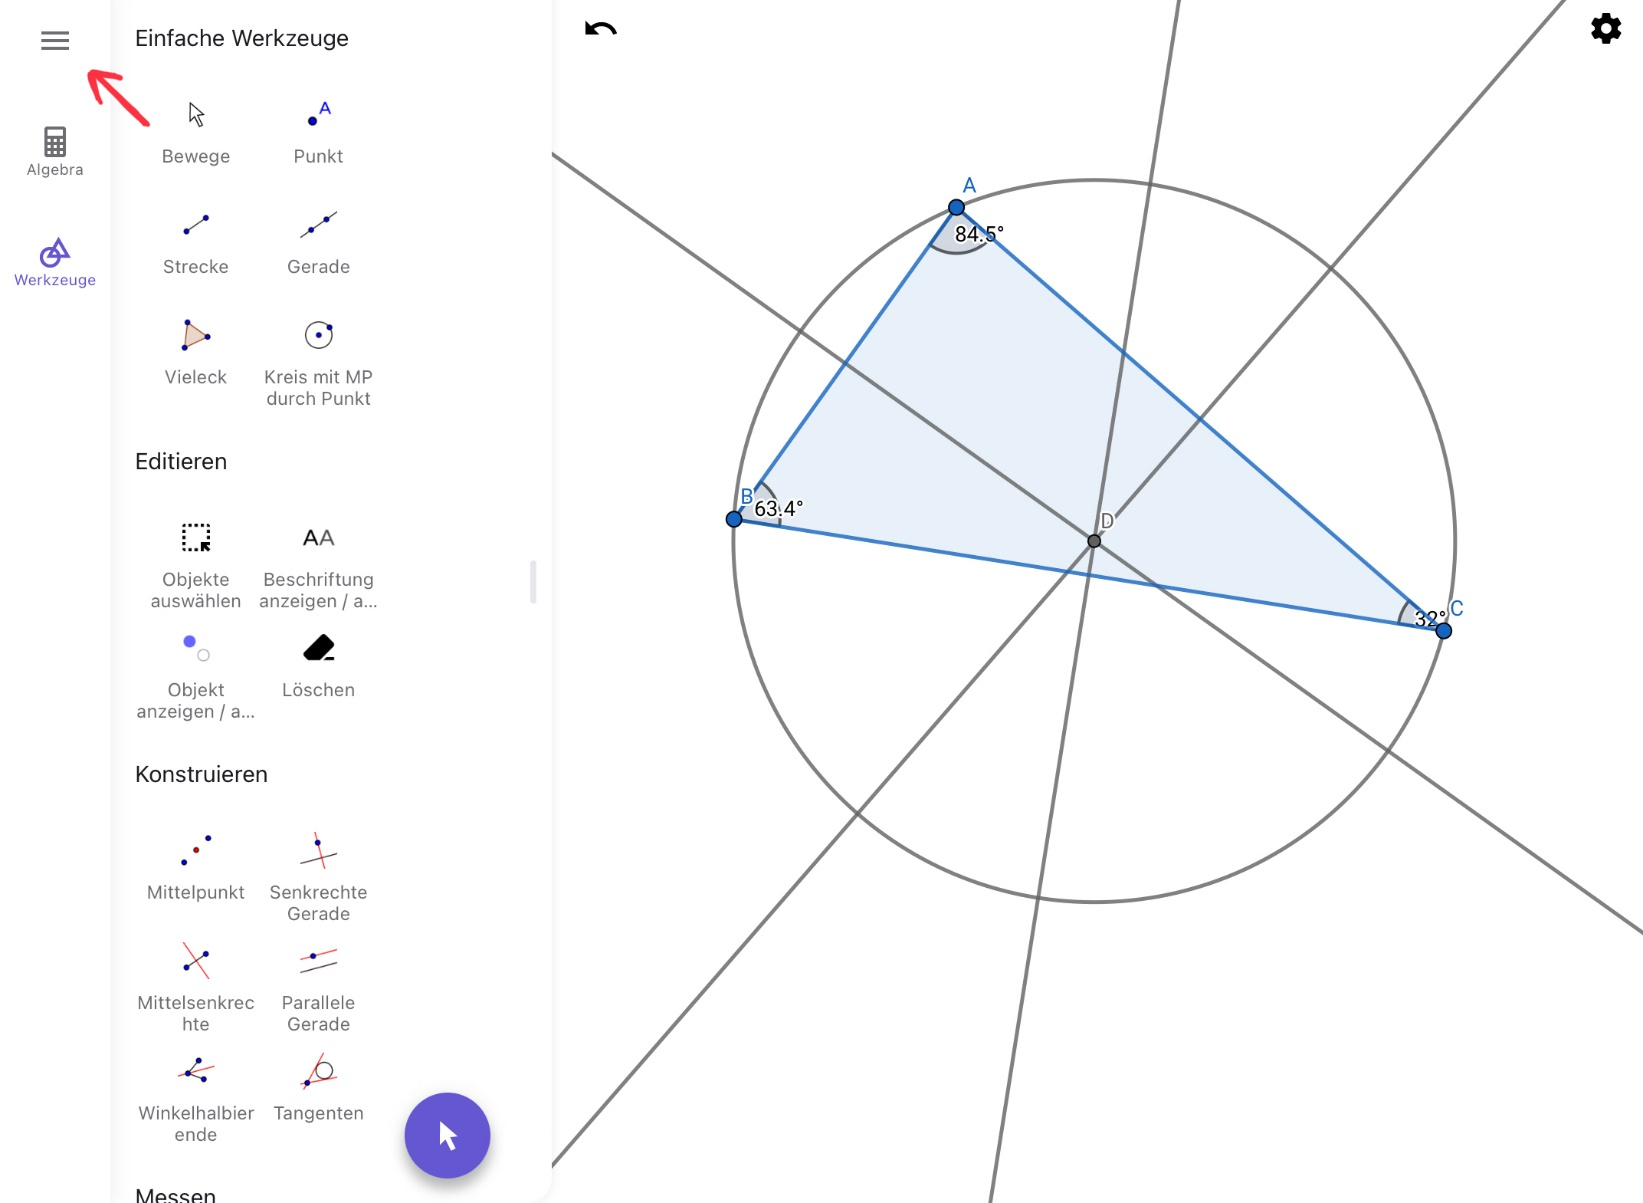 Einfache Werkzeuge
Algebra
Werkzeuge
Bewege
A
Punkt
Strecke
Gerade
Vieleck
Kreis mit MP
durch Punkt
Editieren
Objekte
auswählen
AA
Beschriftung
anzeigen / a...
Objekt
anzeigen / a...
Löschen
Konstruieren
Mittelpunkt
Senkrechte
Gerade
Mittelsenkrec
hte
Parallele
Gerade
Winkelhalbier
ende
Tangenten
Messen
A
84.5°
B
63.4°
D
C
32°